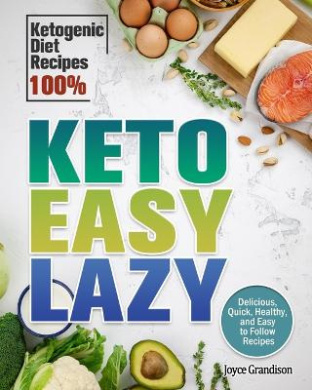 Ketogenic
Diet
Recipes
100%
KETO
EASY
LAZY
Delicious,
Quick, Healthy,
and Easy
to Follow
Recipes
Joyce Grandison